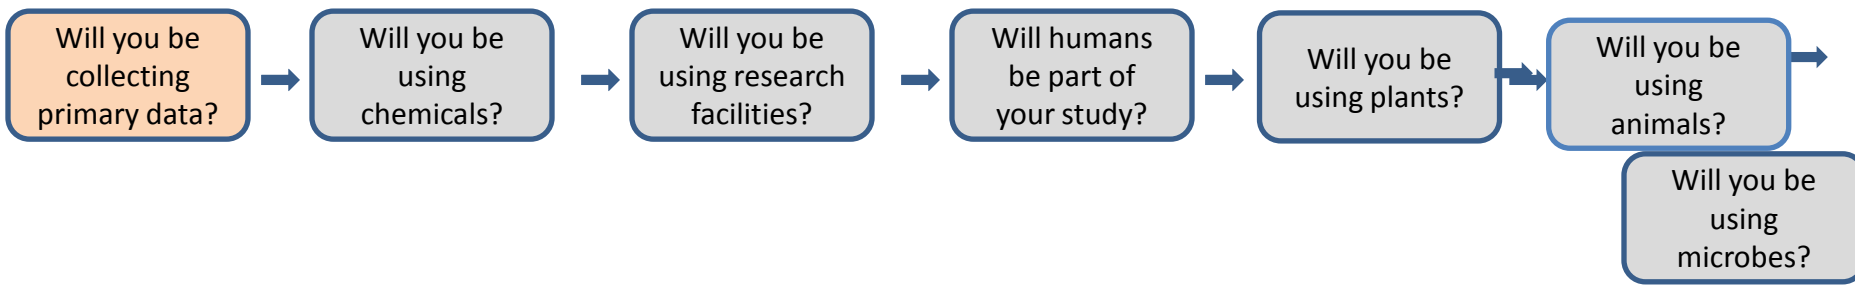 Will you be
collecting
primary data?
Will you be
using
chemicals?
Will you be
using research
facilities?
Will humans
be part of
your study?
Will you be
using plants?
Will you be
using
animals?
Will you be
using
microbes?